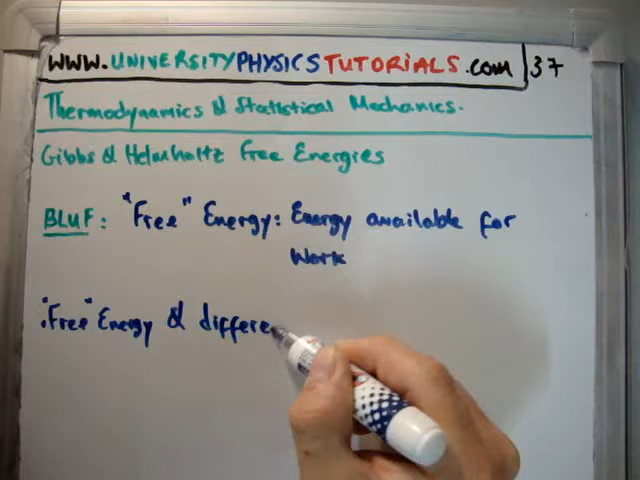 WWW.UNIVERSITYPHYSICSTUTORIALS.com 37
Thermodynamics & Statistical Mechanics.
Gibbs & Helmholtz Free Energies
BLUF: "Free" Energy: Energy available for
Work
"Free" Energy & differe